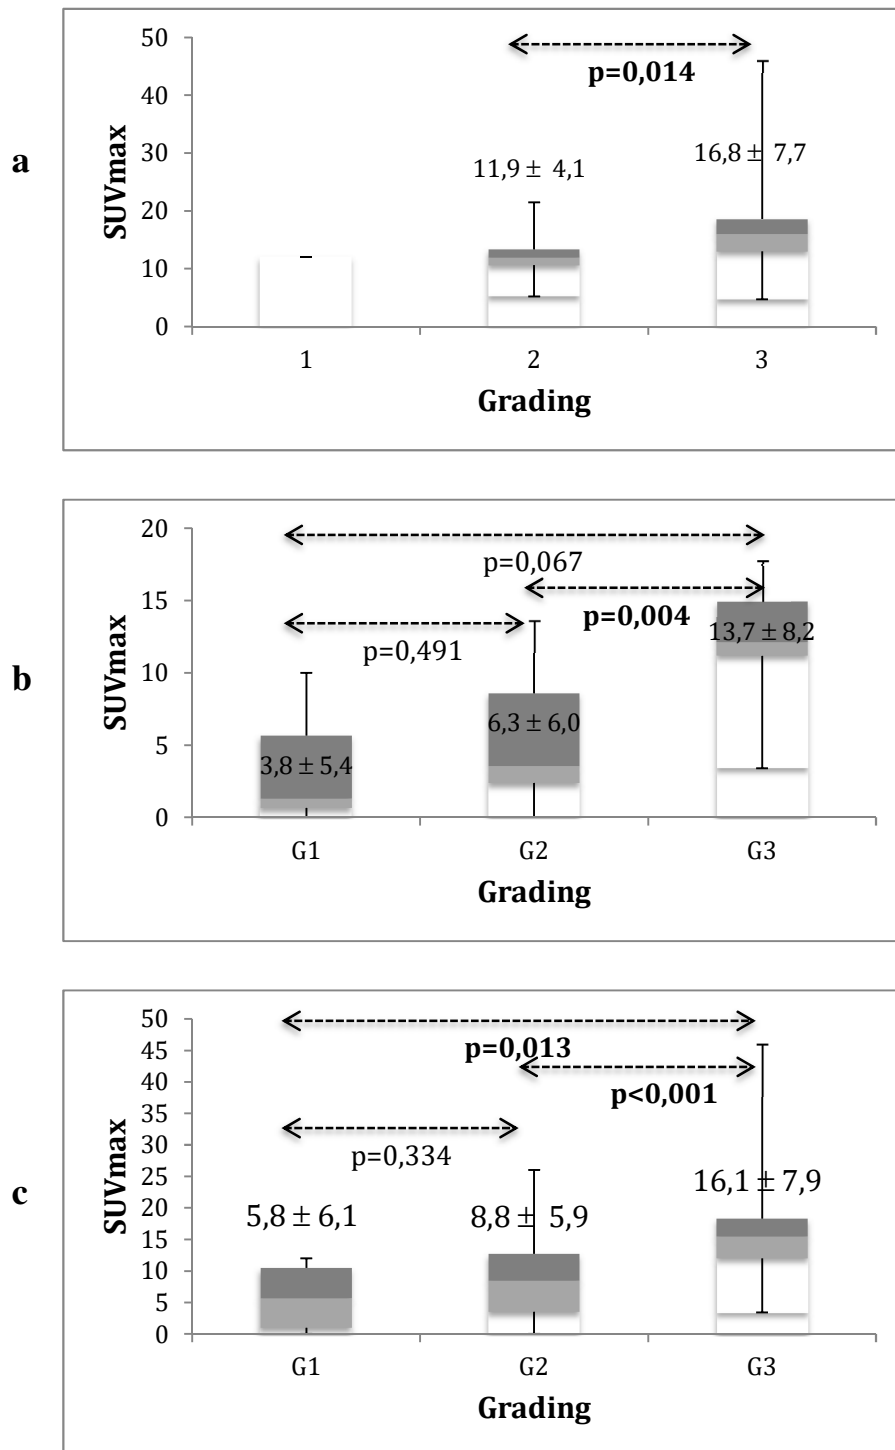 a
50
40
30
20
10
0
SUVmax
p=0,014
11,9 ± 4,1
16,8 ± 7,7
1 2 3
Grading
b
20
15
10
5
0
SUVmax
p=0,067
p=0,004
p=0,491
3,8 ± 5,4
6,3 ± 6,0
13,7 ± 8,2
G1 G2 G3
Grading
c
50
45
40
35
30
25
20
15
10
5
0
SUVmax
p=0,013
p<0,001
p=0,334
5,8 ± 6,1
8,8 ± 5,9
16,1 ± 7,9
G1 G2 G3
Grading